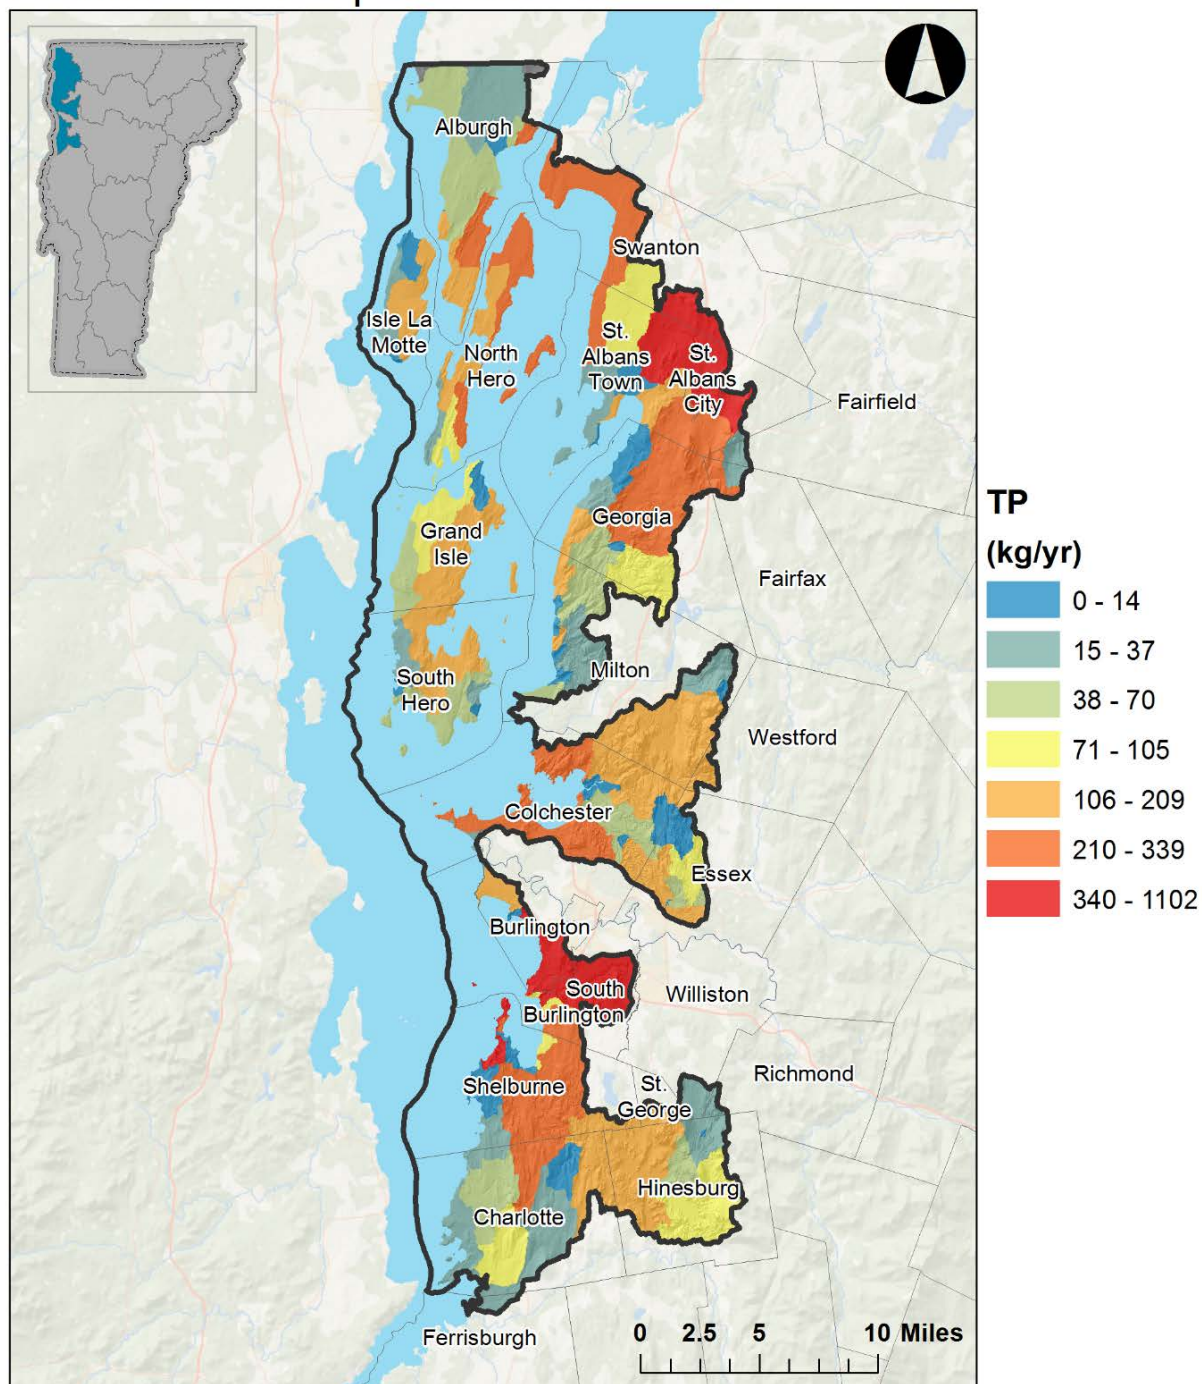 Alburgh
Swanton
Isle La
Motte
North
Hero
St.
Albans
Town
St.
Albans
City
Fairfield
Grand
Isle
Georgia
Fairfax
South
Hero
Milton
Westford
Colchester
Essex
Burlington
South
Burlington
Williston
Shelburne
St.
George
Richmond
Hinesburg
Charlotte
Ferrisburgh
0 2.5 5 10 Miles
TP
(kg/yr)
0 - 14
15 - 37
38 - 70
71 - 105
106 - 209
210 - 339
340 - 1102